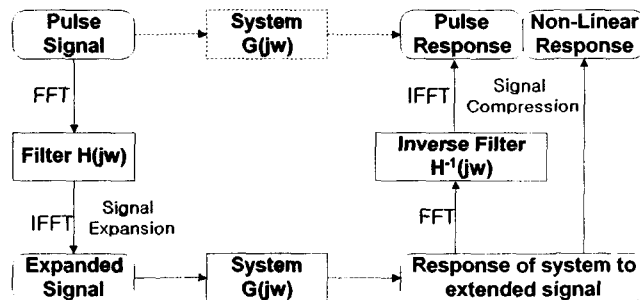 Pulse
Signal
System
G(jw)
Pulse
Response
Non-Linear
Response
FFT
IFFT
Signal
Compression
Filter H(jw)
Inverse Filter
H-1(jw)
IFFT
Signal
Expansion
FFT
Expanded
Signal
System
G(jw)
Response of system to
extended signal